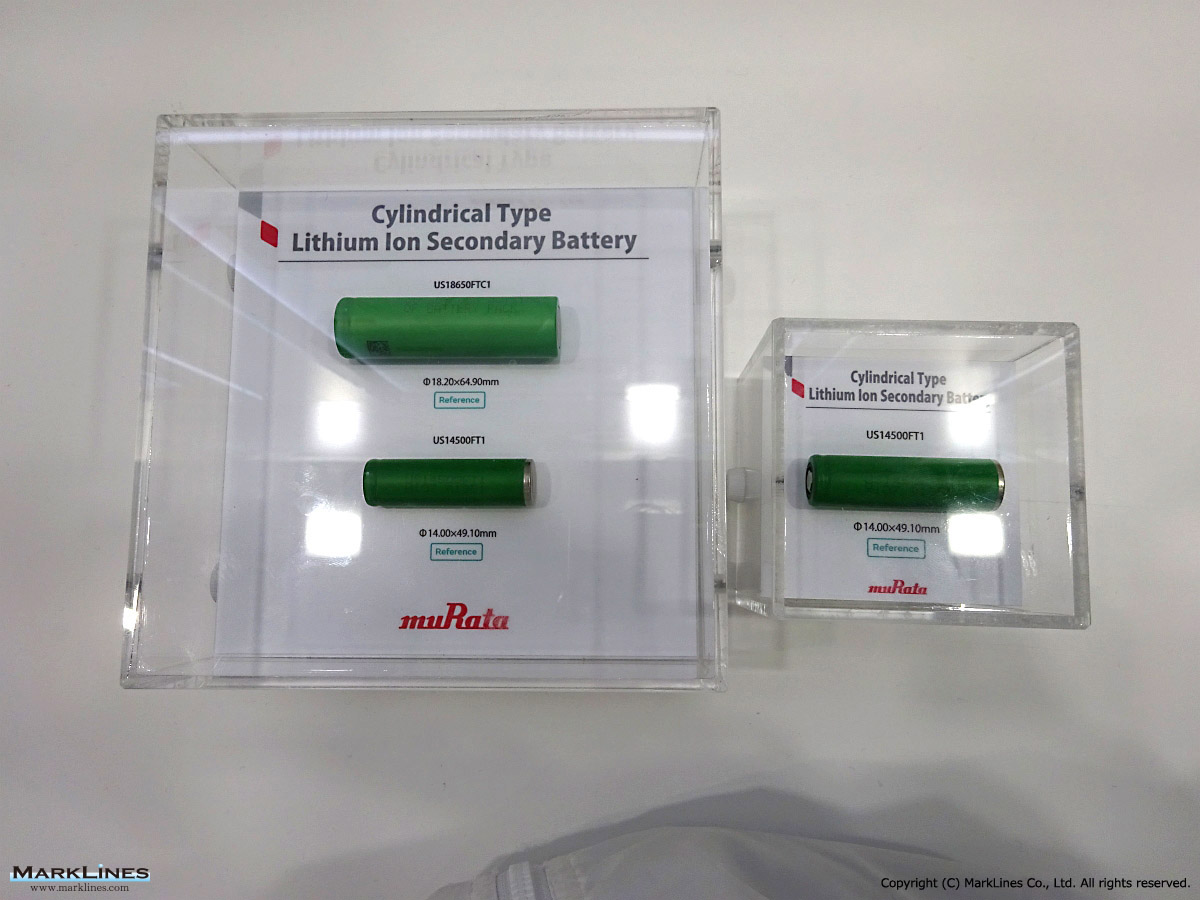 Cylindrical Type
Lithium Ion Secondary Battery
US18650FTC1
Φ18.20×64.90mm
Reference
US14500FT1
Φ14.00×49.10mm
Reference
muRata
Cylindrical Type
Lithium Ion Secondary Battery
US14500FT1
Φ14.00×49.10mm
Reference
muRata
MARKLINES
www.marklines.com
Copyright (C) MarkLines Co., Ltd. All rights reserved.